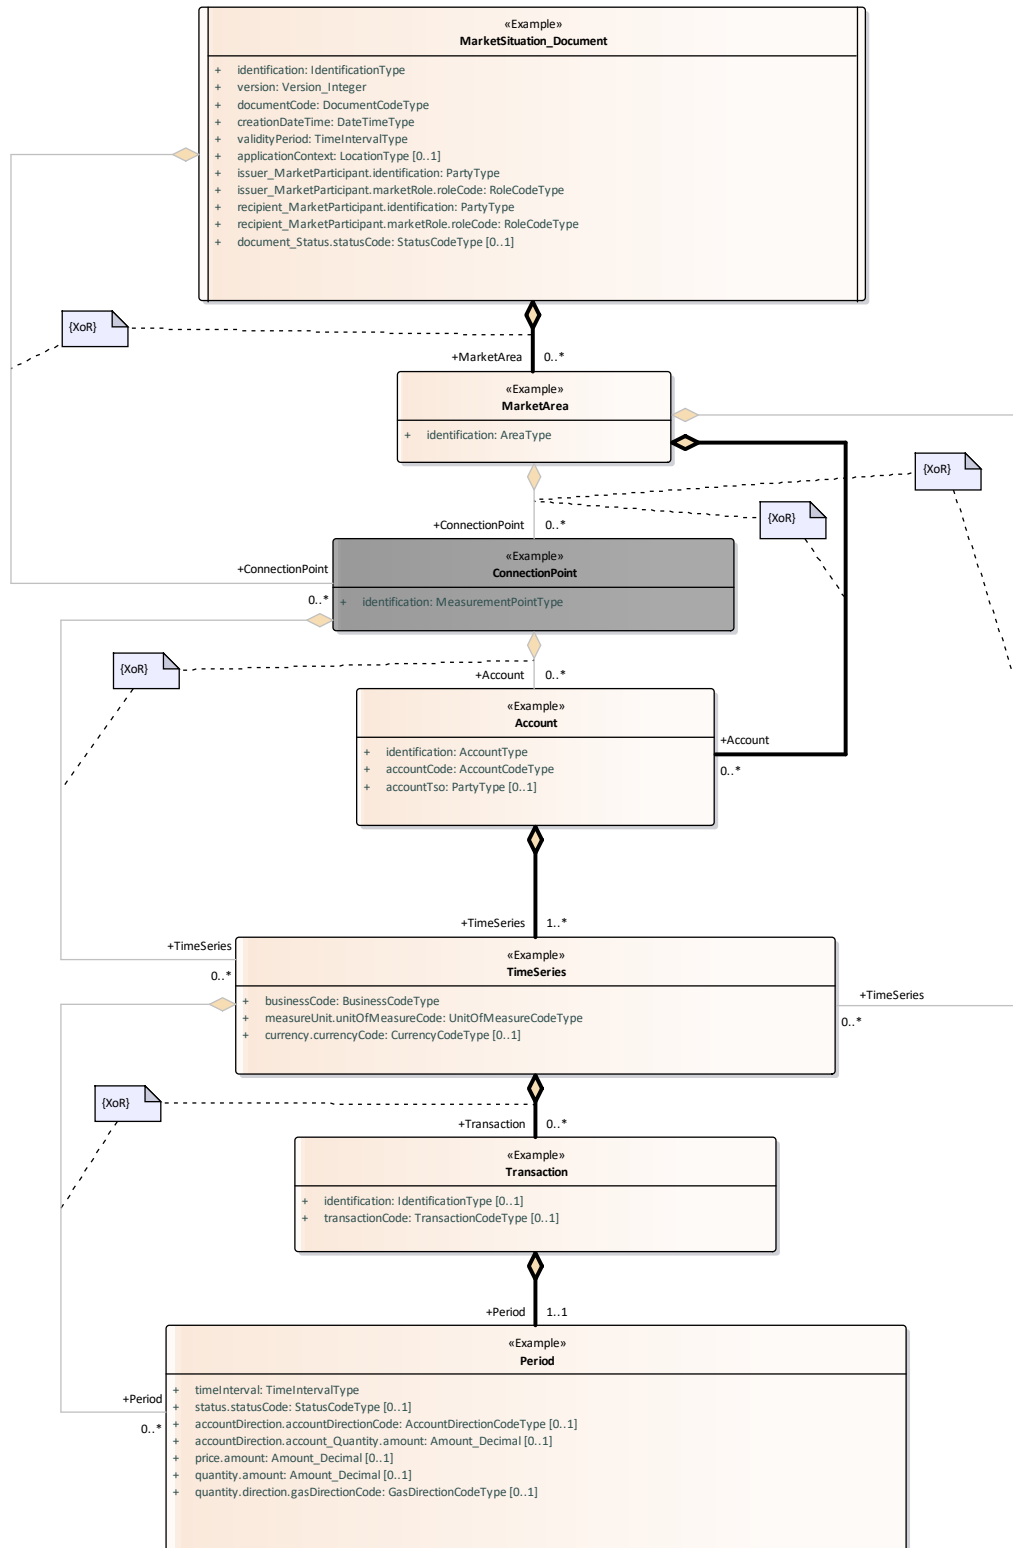 «Example»
MarketSituation_Document
+ identification: IdentificationType
+ version: Version_Integer
+ documentCode: DocumentCodeType
+ creationDateTime: DateTimeType
+ validityPeriod: TimeIntervalType
+ applicationContext: LocationType [0..1]
+ issuer_MarketParticipant.identification: PartyType
+ issuer_MarketParticipant.marketRole.roleCode: RoleCodeType
+ recipient_MarketParticipant.identification: PartyType
+ recipient_MarketParticipant.marketRole.roleCode: RoleCodeType
+ document_Status.statusCode: StatusCodeType [0..1]
{XoR}
+MarketArea 0..*
«Example»
MarketArea
+ identification: AreaType
{XoR}
{XoR}
+ConnectionPoint 0..*
«Example»
ConnectionPoint
+ConnectionPoint
0..*
+ identification: MeasurementPointType
{XoR}
+Account 0..*
«Example»
Account
+ identification: AccountType
+ accountCode: AccountCodeType
+ accountTso: PartyType [0..1]
+Account
0..*
+TimeSeries 1..*
+TimeSeries
0..*
«Example»
TimeSeries
+ businessCode: BusinessCodeType
+ measureUnit.unitOfMeasureCode: UnitOfMeasureCodeType
+ currency.currencyCode: CurrencyCodeType [0..1]
+TimeSeries
0..*
{XoR}
+Transaction 0..*
«Example»
Transaction
+ identification: IdentificationType [0..1]
+ transactionCode: TransactionCodeType [0..1]
+Period 1..1
«Example»
Period
+Period
0..*
+ timeInterval: TimeIntervalType
+ status.statusCode: StatusCodeType [0..1]
+ accountDirection.accountDirectionCode: AccountDirectionCodeType [0..1]
+ accountDirection.account_Quantity.amount: Amount_Decimal [0..1]
+ price.amount: Amount_Decimal [0..1]
+ quantity.amount: Amount_Decimal [0..1]
+ quantity.direction.gasDirectionCode: GasDirectionCodeType [0..1]